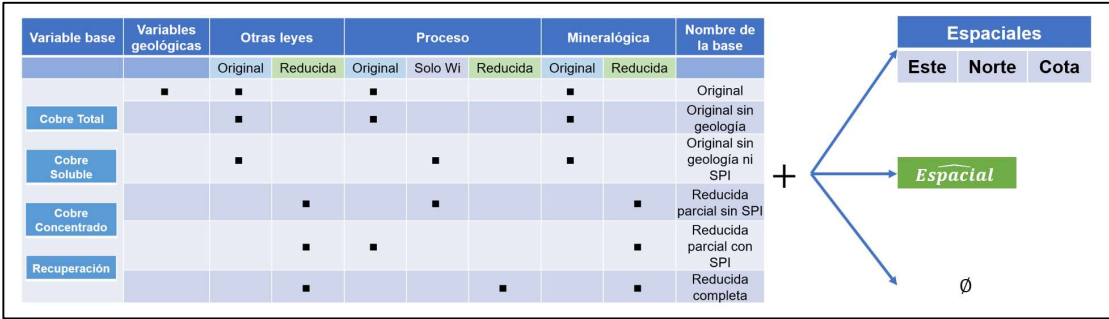 Variable base Variables geológicas Otras leyes Proceso Mineralógica Nombre de la base
Original Reducida Original Solo Wi Reducida Original Reducida
■ ■ ■ ■ Original
Cobre Total ■ ■ ■ Original sin geología
Cobre Soluble ■ ■ ■ Original sin geología ni SPI
Cobre Concentrado ■ ■ ■ Reducida parcial sin SPI
Recuperación ■ ■ ■ Reducida parcial con SPI
■ ■ ■ Reducida completa
+
Espaciales
Este Norte Cota
Espacial
∅